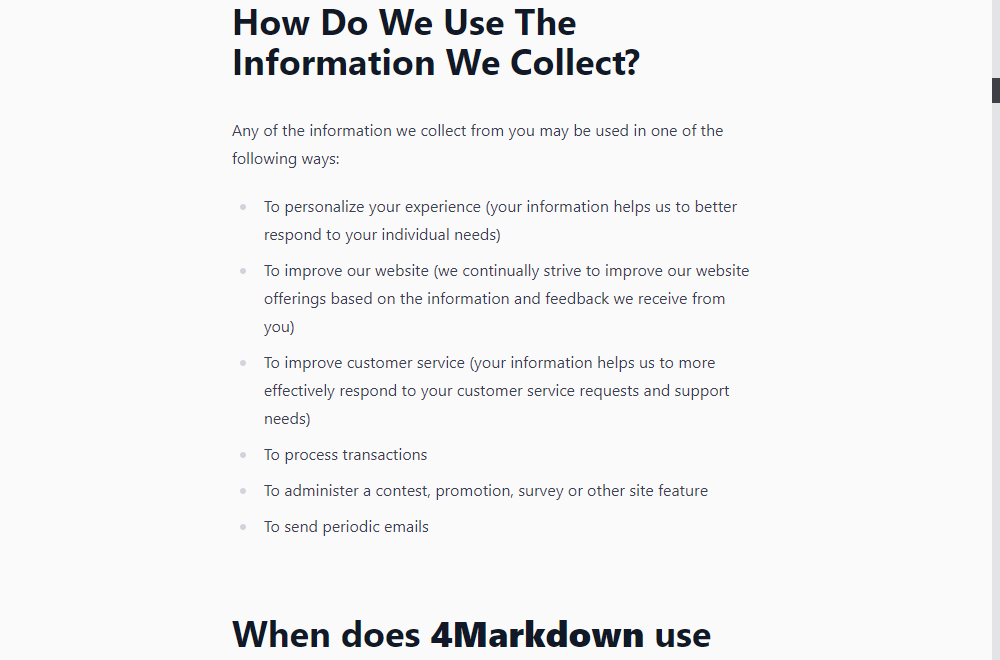 How Do We Use The
Information We Collect?
Any of the information we collect from you may be used in one of the
following ways:
To personalize your experience (your information helps us to better
respond to your individual needs)
To improve our website (we continually strive to improve our website
offerings based on the information and feedback we receive from
you)
To improve customer service (your information helps us to more
effectively respond to your customer service requests and support
needs)
To process transactions
To administer a contest, promotion, survey or other site feature
To send periodic emails
When does 4Markdown use